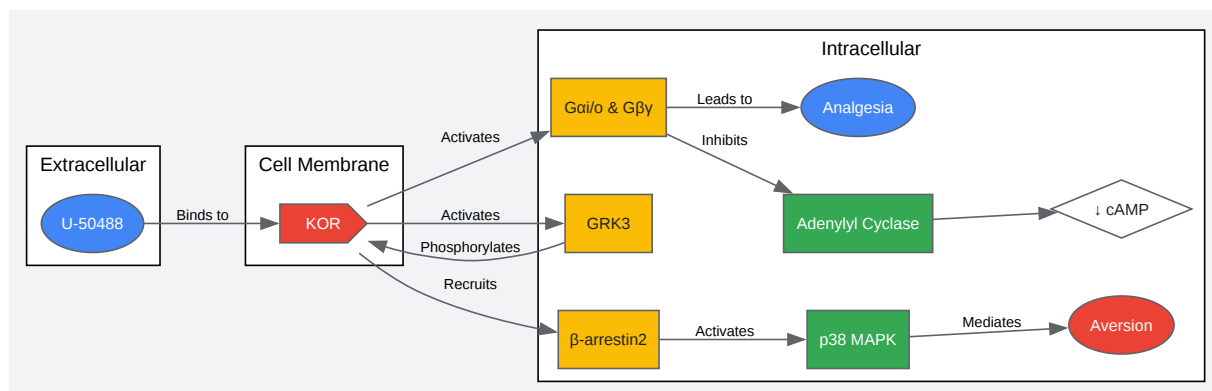 Intracellular
Gαi/o & Gβγ
Leads to
Analgesia
Activates
Inhibits
Extracellular
Cell Membrane
U-50488
Binds to
KOR
Activates
GRK3
Adenylyl Cyclase
↓ cAMP
Phosphorylates
Recruits
β-arrestin2
Activates
p38 MAPK
Mediates
Aversion